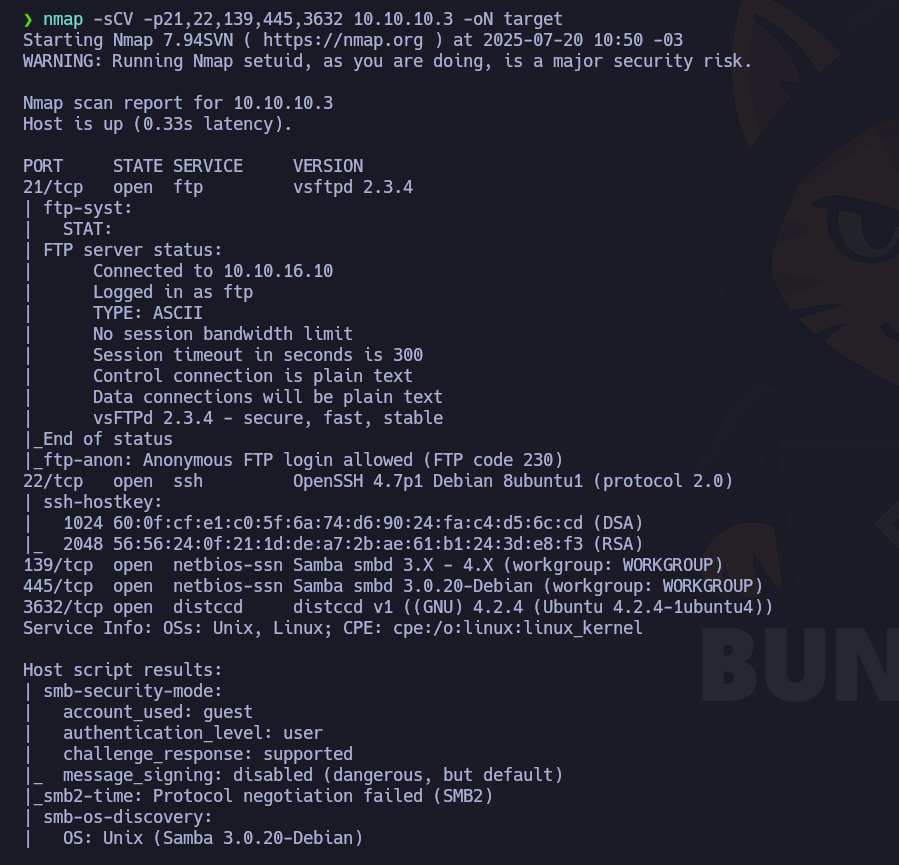 ❯ nmap -sCV -p21,22,139,445,3632 10.10.10.3 -oN target
Starting Nmap 7.94SVN ( https://nmap.org ) at 2025-07-20 10:50 -03
WARNING: Running Nmap setuid, as you are doing, is a major security risk.

Nmap scan report for 10.10.10.3
Host is up (0.33s latency).

PORT     STATE SERVICE     VERSION
21/tcp   open  ftp         vsftpd 2.3.4
| ftp-syst:
|   STAT:
| FTP server status:
|      Connected to 10.10.16.10
|      Logged in as ftp
|      TYPE: ASCII
|      No session bandwidth limit
|      Session timeout in seconds is 300
|      Control connection is plain text
|      Data connections will be plain text
|      vsFTPd 2.3.4 - secure, fast, stable
|_End of status
|_ftp-anon: Anonymous FTP login allowed (FTP code 230)
22/tcp   open  ssh         OpenSSH 4.7p1 Debian 8ubuntu1 (protocol 2.0)
| ssh-hostkey:
|   1024 60:0f:cf:e1:c0:5f:6a:74:d6:90:24:fa:c4:d5:6c:cd (DSA)
|_  2048 56:56:24:0f:21:1d:de:a7:2b:ae:61:b1:24:3d:e8:f3 (RSA)
139/tcp  open  netbios-ssn Samba smbd 3.X - 4.X (workgroup: WORKGROUP)
445/tcp  open  netbios-ssn Samba smbd 3.0.20-Debian (workgroup: WORKGROUP)
3632/tcp open  distccd     distccd v1 ((GNU) 4.2.4 (Ubuntu 4.2.4-1ubuntu4))
Service Info: OSs: Unix, Linux; CPE: cpe:/o:linux:linux_kernel

Host script results:
| smb-security-mode:
|   account_used: guest
|   authentication_level: user
|   challenge_response: supported
|_  message_signing: disabled (dangerous, but default)
|_smb2-time: Protocol negotiation failed (SMB2)
| smb-os-discovery:
|   OS: Unix (Samba 3.0.20-Debian)
BUN